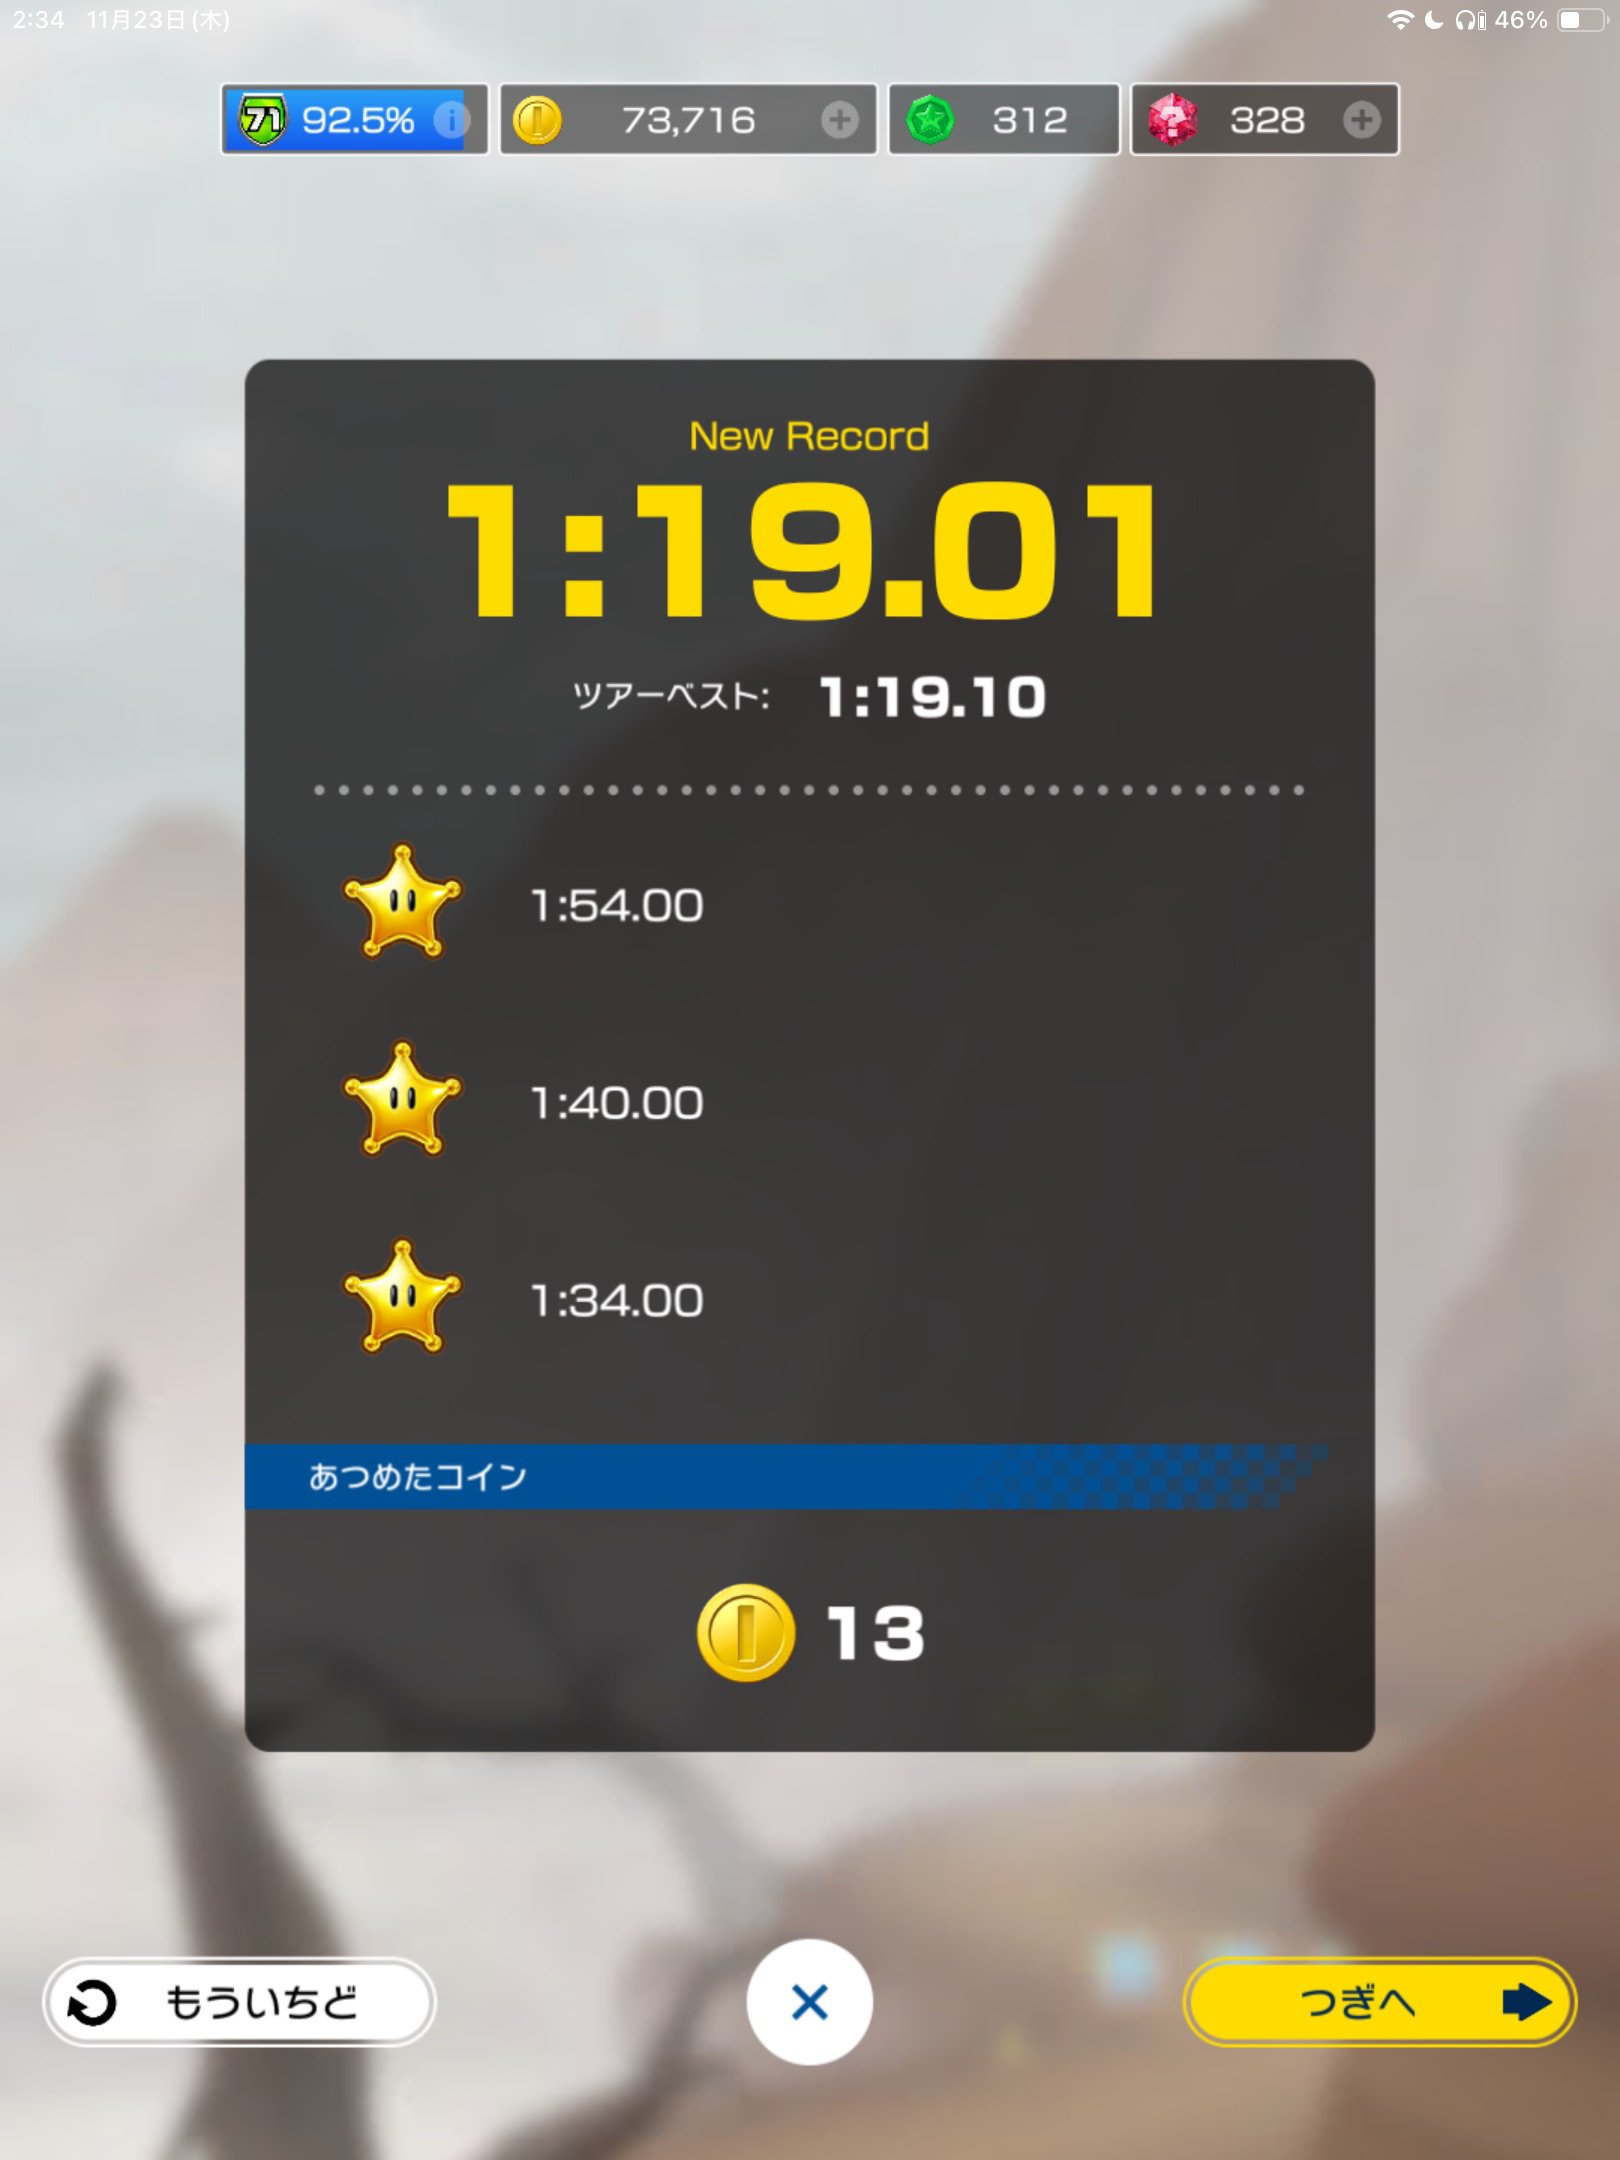 2:34 11月23日(木) 46%
71 92.5% i 73,716 + 312 ? 328 +
New Record
1:19.01
ツアーベスト: 1:19.10
1:54.00
1:40.00
1:34.00
あつめたコイン
13
もういちど × つぎへ